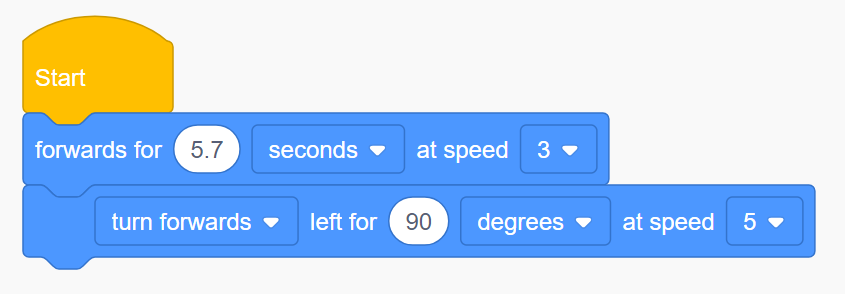 Start
forwards for 5.7 seconds at speed 3
turn forwards left for 90 degrees at speed 5